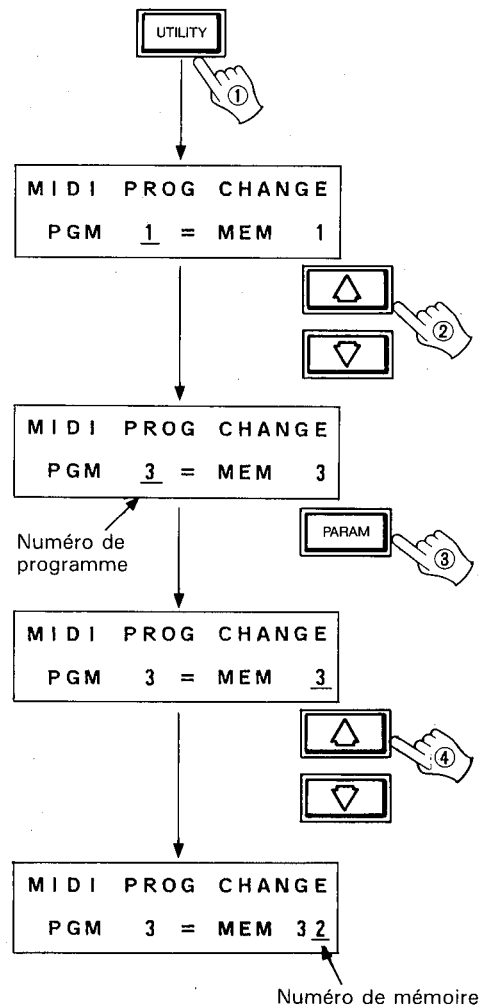 UTILITY
①
MIDI PROG CHANGE
PGM 1 = MEM 1
②
MIDI PROG CHANGE
PGM 3 = MEM 3
Numéro de
programme
PARAM
③
MIDI PROG CHANGE
PGM 3 = MEM 3
④
MIDI PROG CHANGE
PGM 3 = MEM 32
Numéro de mémoire